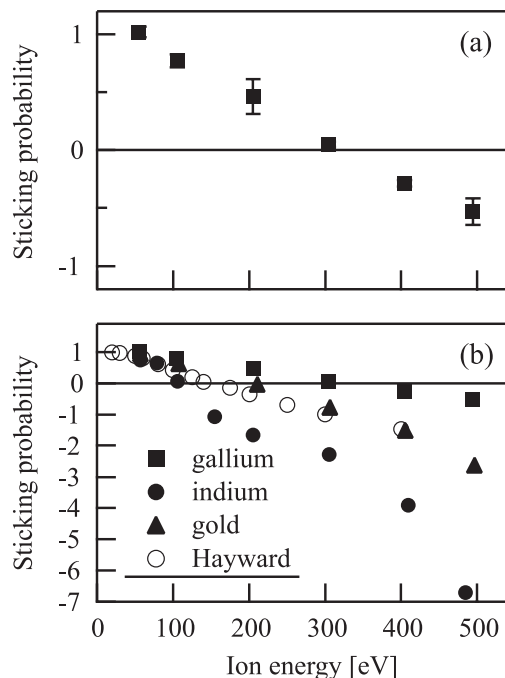 (a)
Sticking probability
1
0
-1
(b)
Sticking probability
1
0
-1
-2
-3
-4
-5
-6
-7
gallium
indium
gold
Hayward
0 100 200 300 400 500
Ion energy [eV]